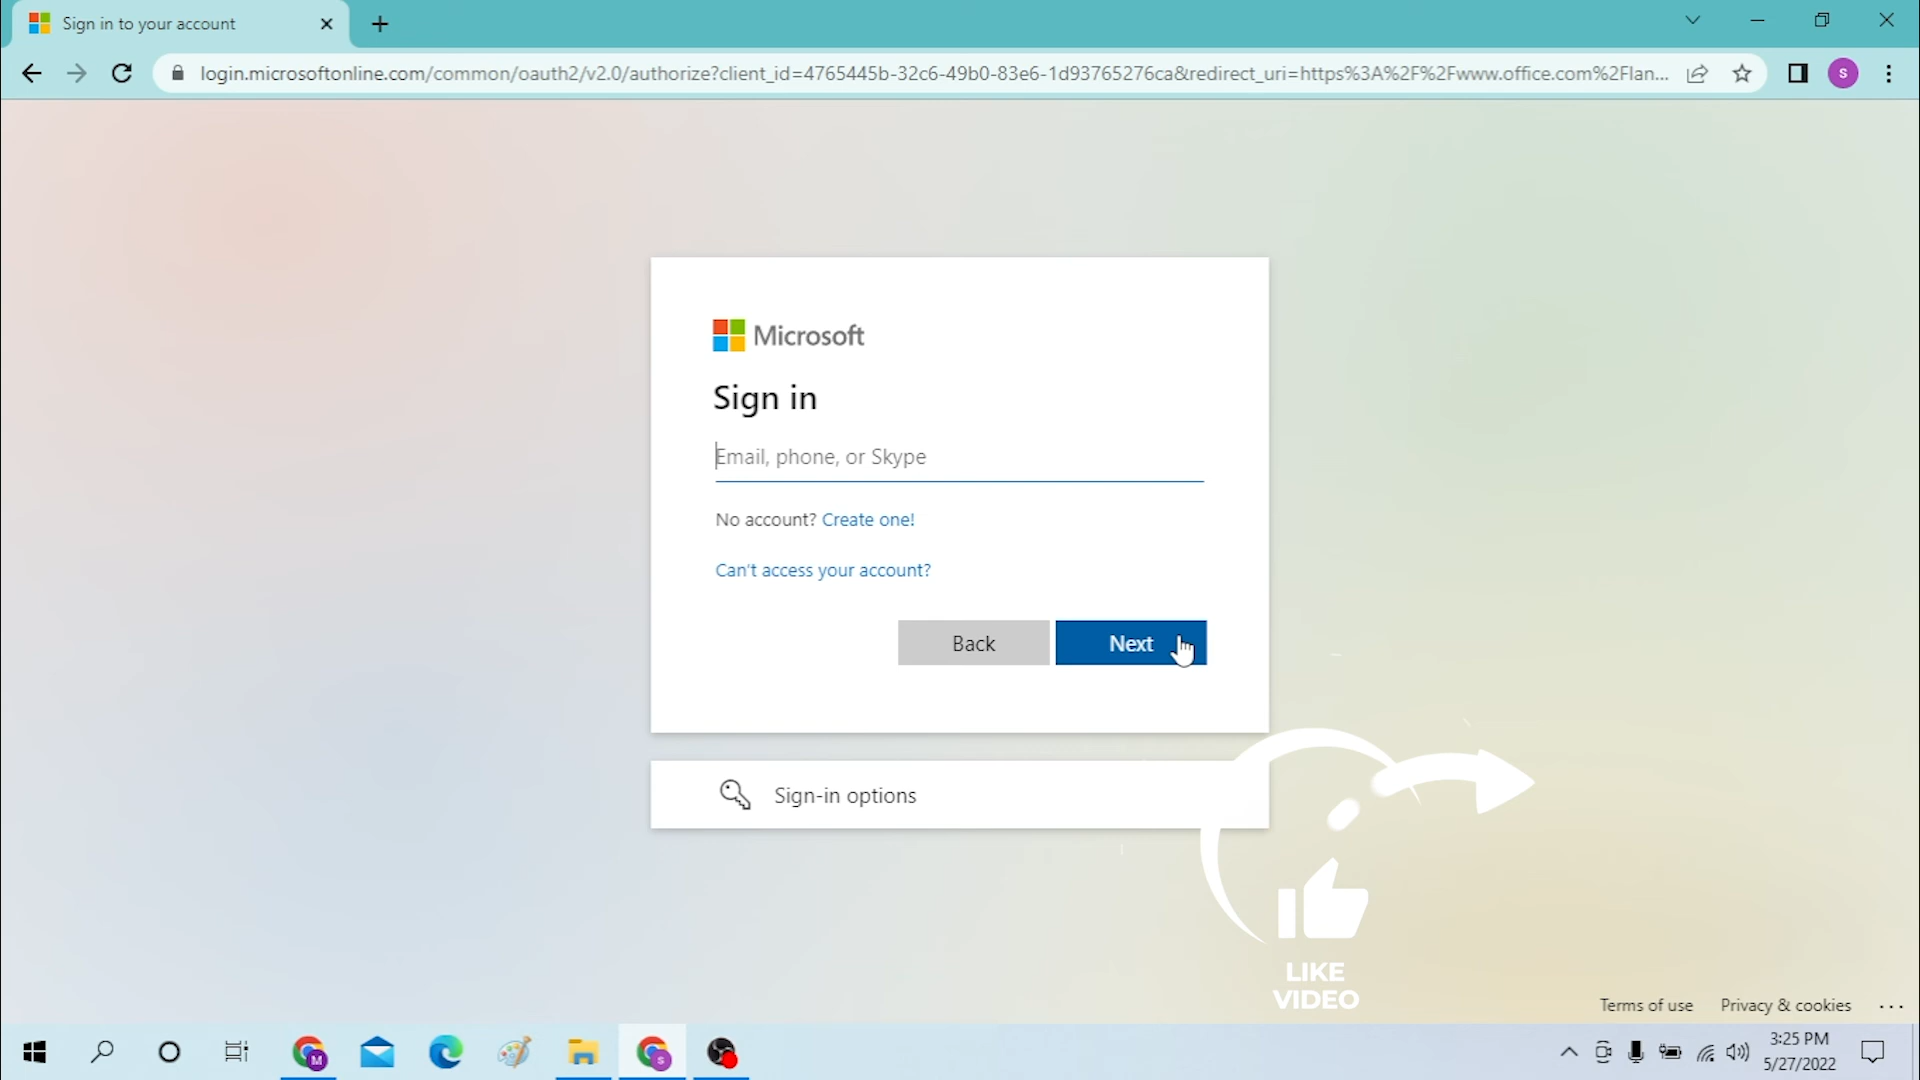 Sign in to your account
login.microsoftonline.com/common/oauth2/v2.0/authorize?client_id=4765445b-32c6-49b0-83e6-1d93765276ca&redirect_uri=https%3A%2F%2Fwww.office.com%2Flan...
S
Microsoft
Sign in
Email, phone, or Skype
No account? Create one!
Can't access your account?
Back
Next
Sign-in options
LIKE
VIDEO
Terms of use
Privacy & cookies
M
S
3:25 PM
5/27/2022